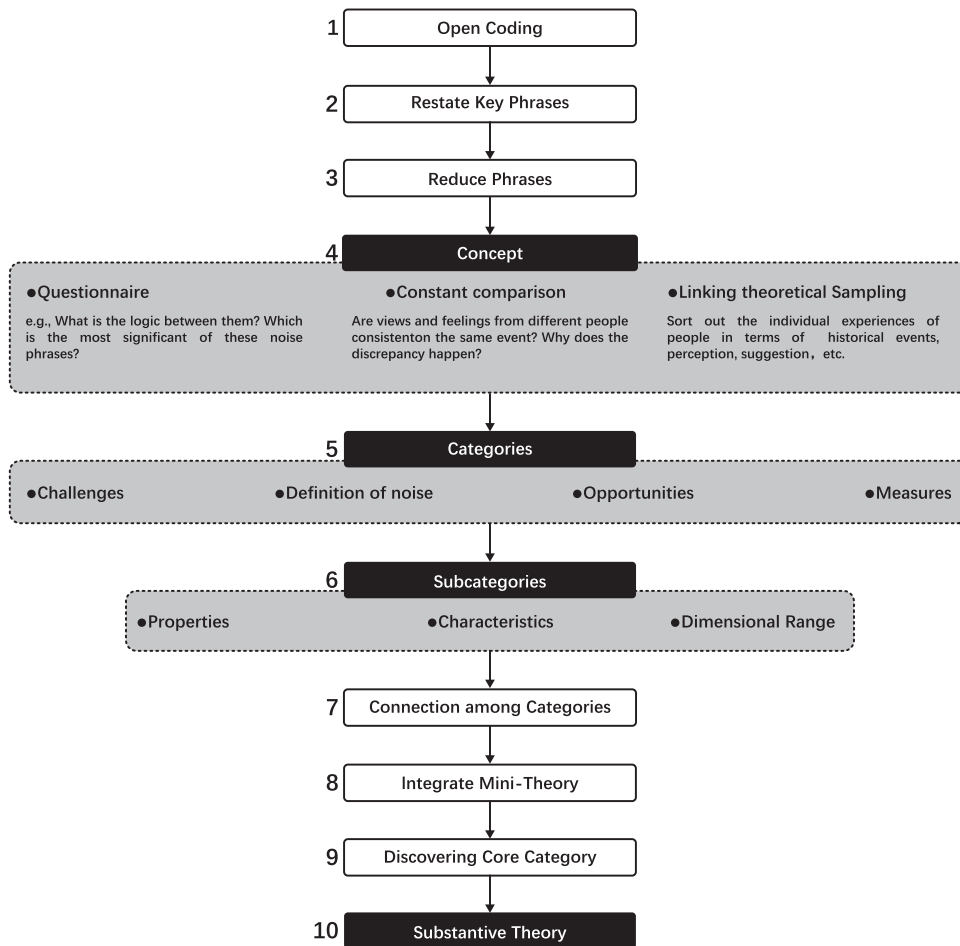 1 Open Coding
2 Restate Key Phrases
3 Reduce Phrases
4 Concept
●Questionnaire
e.g., What is the logic between them? Which
is the most significant of these noise
phrases?
●Constant comparison
Are views and feelings from different people
consistenton the same event? Why does the
discrepancy happen?
●Linking theoretical Sampling
Sort out the individual experiences of
people in terms of historical events,
perception, suggestion, etc.
5 Categories
●Challenges ●Definition of noise ●Opportunities ●Measures
6 Subcategories
●Properties ●Characteristics ●Dimensional Range
7 Connection among Categories
8 Integrate Mini-Theory
9 Discovering Core Category
10 Substantive Theory